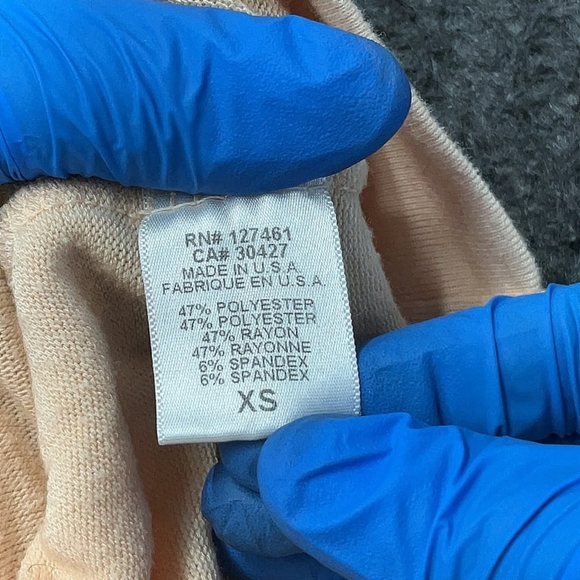 RN# 127461
CA# 30427
MADE IN U.S.A.
FABRIQUE EN U.S.A.
47% POLYESTER
47% POLYESTER
47% RAYON
47% RAYONNE
6% SPANDEX
6% SPANDEX
XS